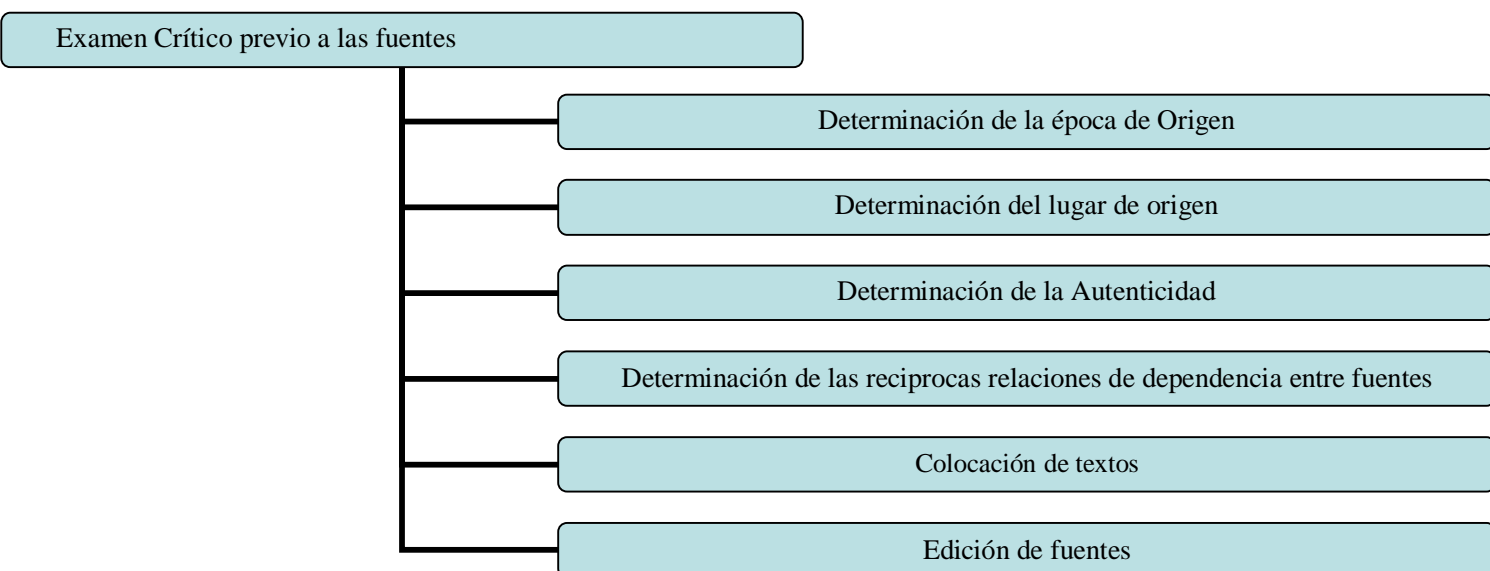 Examen Crítico previo a las fuentes
Determinación de la época de Origen
Determinación del lugar de origen
Determinación de la Autenticidad
Determinación de las reciprocas relaciones de dependencia entre fuentes
Colocación de textos
Edición de fuentes